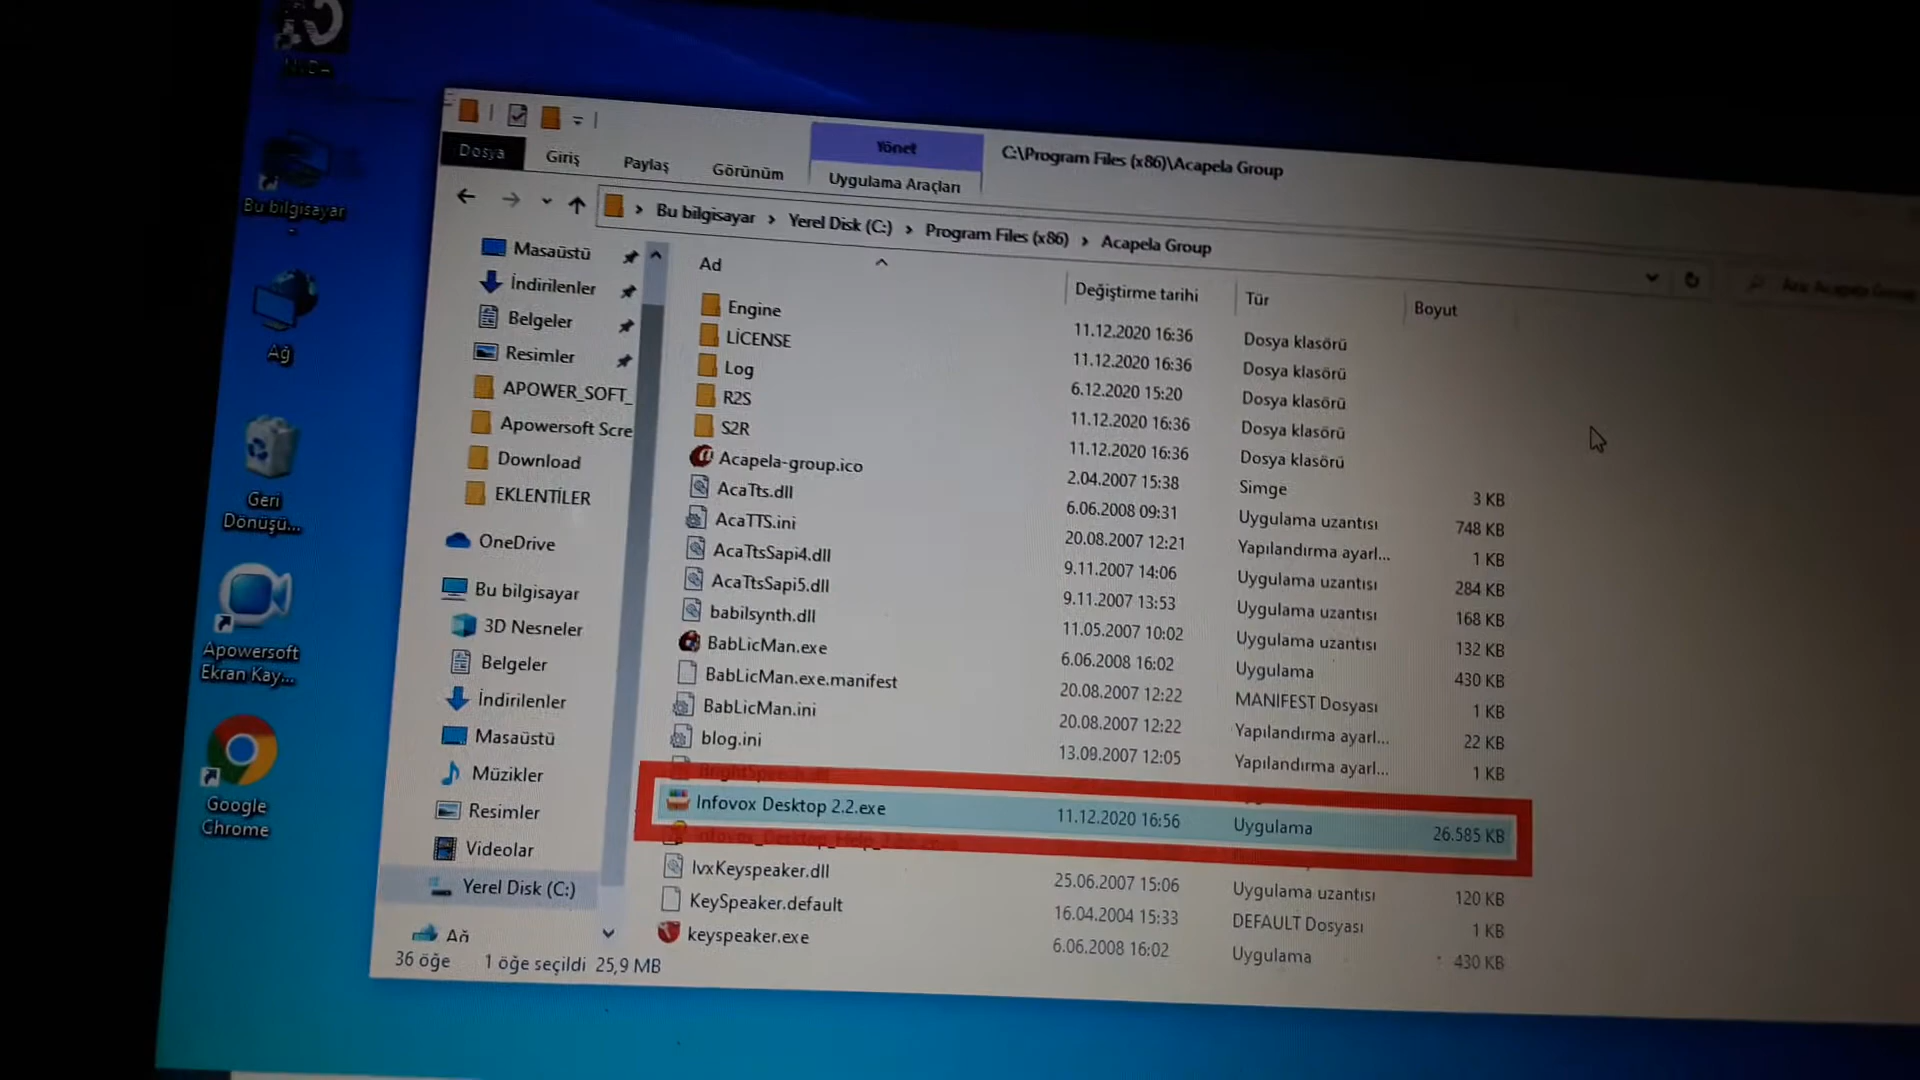 Bu bilgisayar
Ağ
Geri
Dönüşü...
Apowersoft
Ekran Kay...
Google
Chrome
Dosya
Giriş
Paylaş
Görünüm
Yönet
Uygulama Araçları
C:\Program Files (x86)\Acapela Group
Bu bilgisayar > Yerel Disk (C:) > Program Files (x86) > Acapela Group
Masaüstü
İndirilenler
Belgeler
Resimler
APOWER_SOFT_
Apowersoft Scre
Download
EKLENTİLER
OneDrive
Bu bilgisayar
3D Nesneler
Belgeler
İndirilenler
Masaüstü
Müzikler
Resimler
Videolar
Yerel Disk (C:)
Ağ
Ad Değiştirme tarihi Tür Boyut
Engine 11.12.2020 16:36 Dosya klasörü
LİCENSE 11.12.2020 16:36 Dosya klasörü
Log 6.12.2020 15:20 Dosya klasörü
R2S 11.12.2020 16:36 Dosya klasörü
S2R 11.12.2020 16:36 Dosya klasörü
Acapela-group.ico 2.04.2007 15:38 Simge 3 KB
AcaTts.dll 6.06.2008 09:31 Uygulama uzantısı 748 KB
AcaTTS.ini 20.08.2007 12:21 Yapılandırma ayarl... 1 KB
AcaTtsSapi4.dll 9.11.2007 14:06 Uygulama uzantısı 284 KB
AcaTtsSapi5.dll 9.11.2007 13:53 Uygulama uzantısı 168 KB
babilsynth.dll 11.05.2007 10:02 Uygulama uzantısı 132 KB
BabLicMan.exe 6.06.2008 16:02 Uygulama 430 KB
BabLicMan.exe.manifest 20.08.2007 12:22 MANIFEST Dosyası 1 KB
BabLicMan.ini 20.08.2007 12:22 Yapılandırma ayarl... 22 KB
blog.ini 13.09.2007 12:05 Yapılandırma ayarl... 1 KB
Infovox Desktop 2.2.exe 11.12.2020 16:56 Uygulama 26.585 KB
IvxKeyspeaker.dll 25.06.2007 15:06 Uygulama uzantısı 120 KB
KeySpeaker.default 16.04.2004 15:33 DEFAULT Dosyası 1 KB
keyspeaker.exe 6.06.2008 16:02 Uygulama 430 KB
36 öğe 1 öğe seçildi 25,9 MB